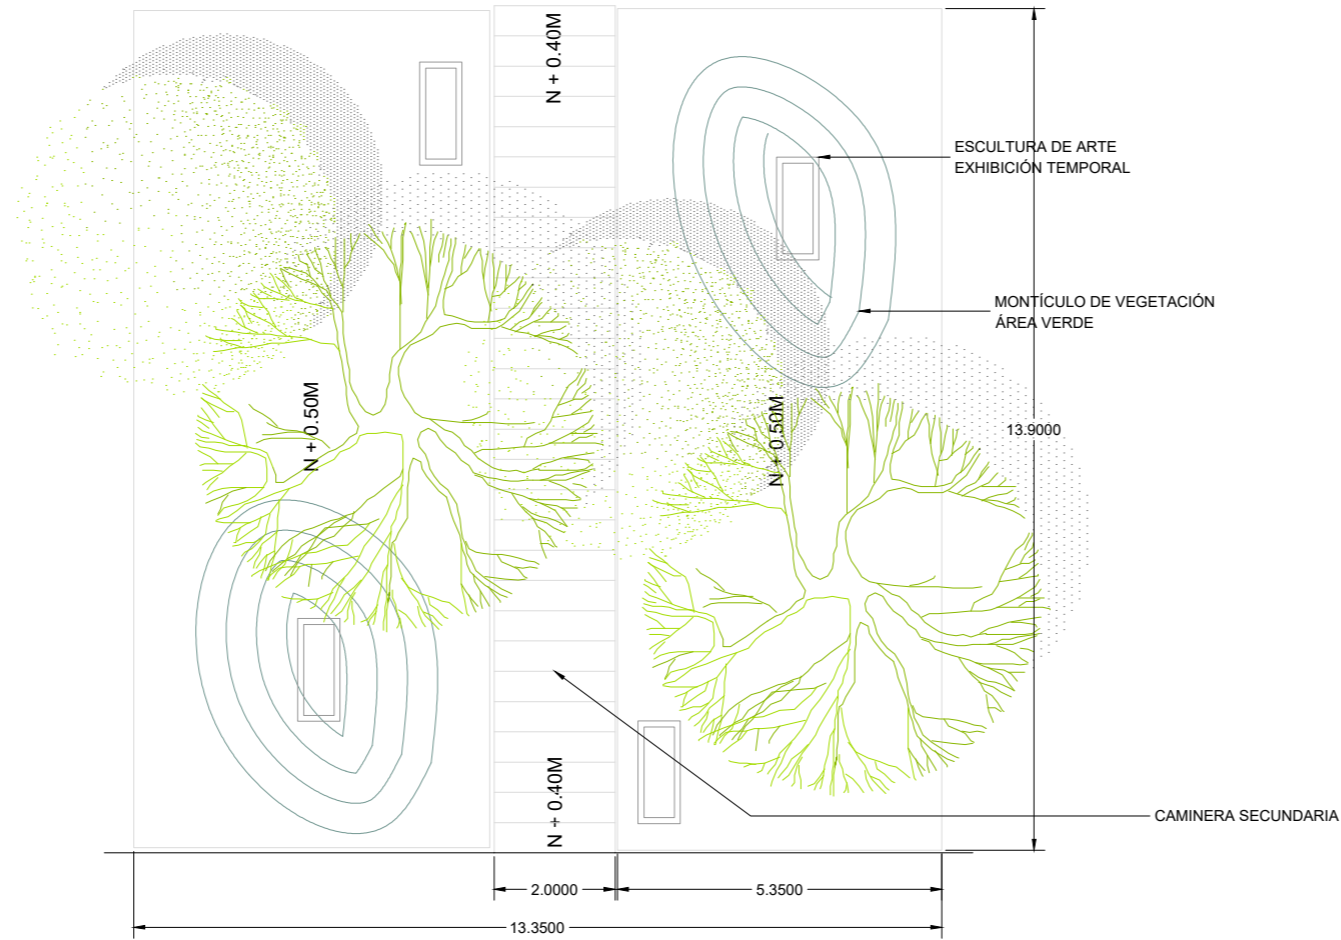 N + 0.40M
ESCULTURA DE ARTE
EXHIBICIÓN TEMPORAL
MONTÍCULO DE VEGETACIÓN
ÁREA VERDE
N + 0.50M
N + 0.50M
13.9000
N + 0.40M
CAMINERA SECUNDARIA
2.0000
5.3500
13.3500